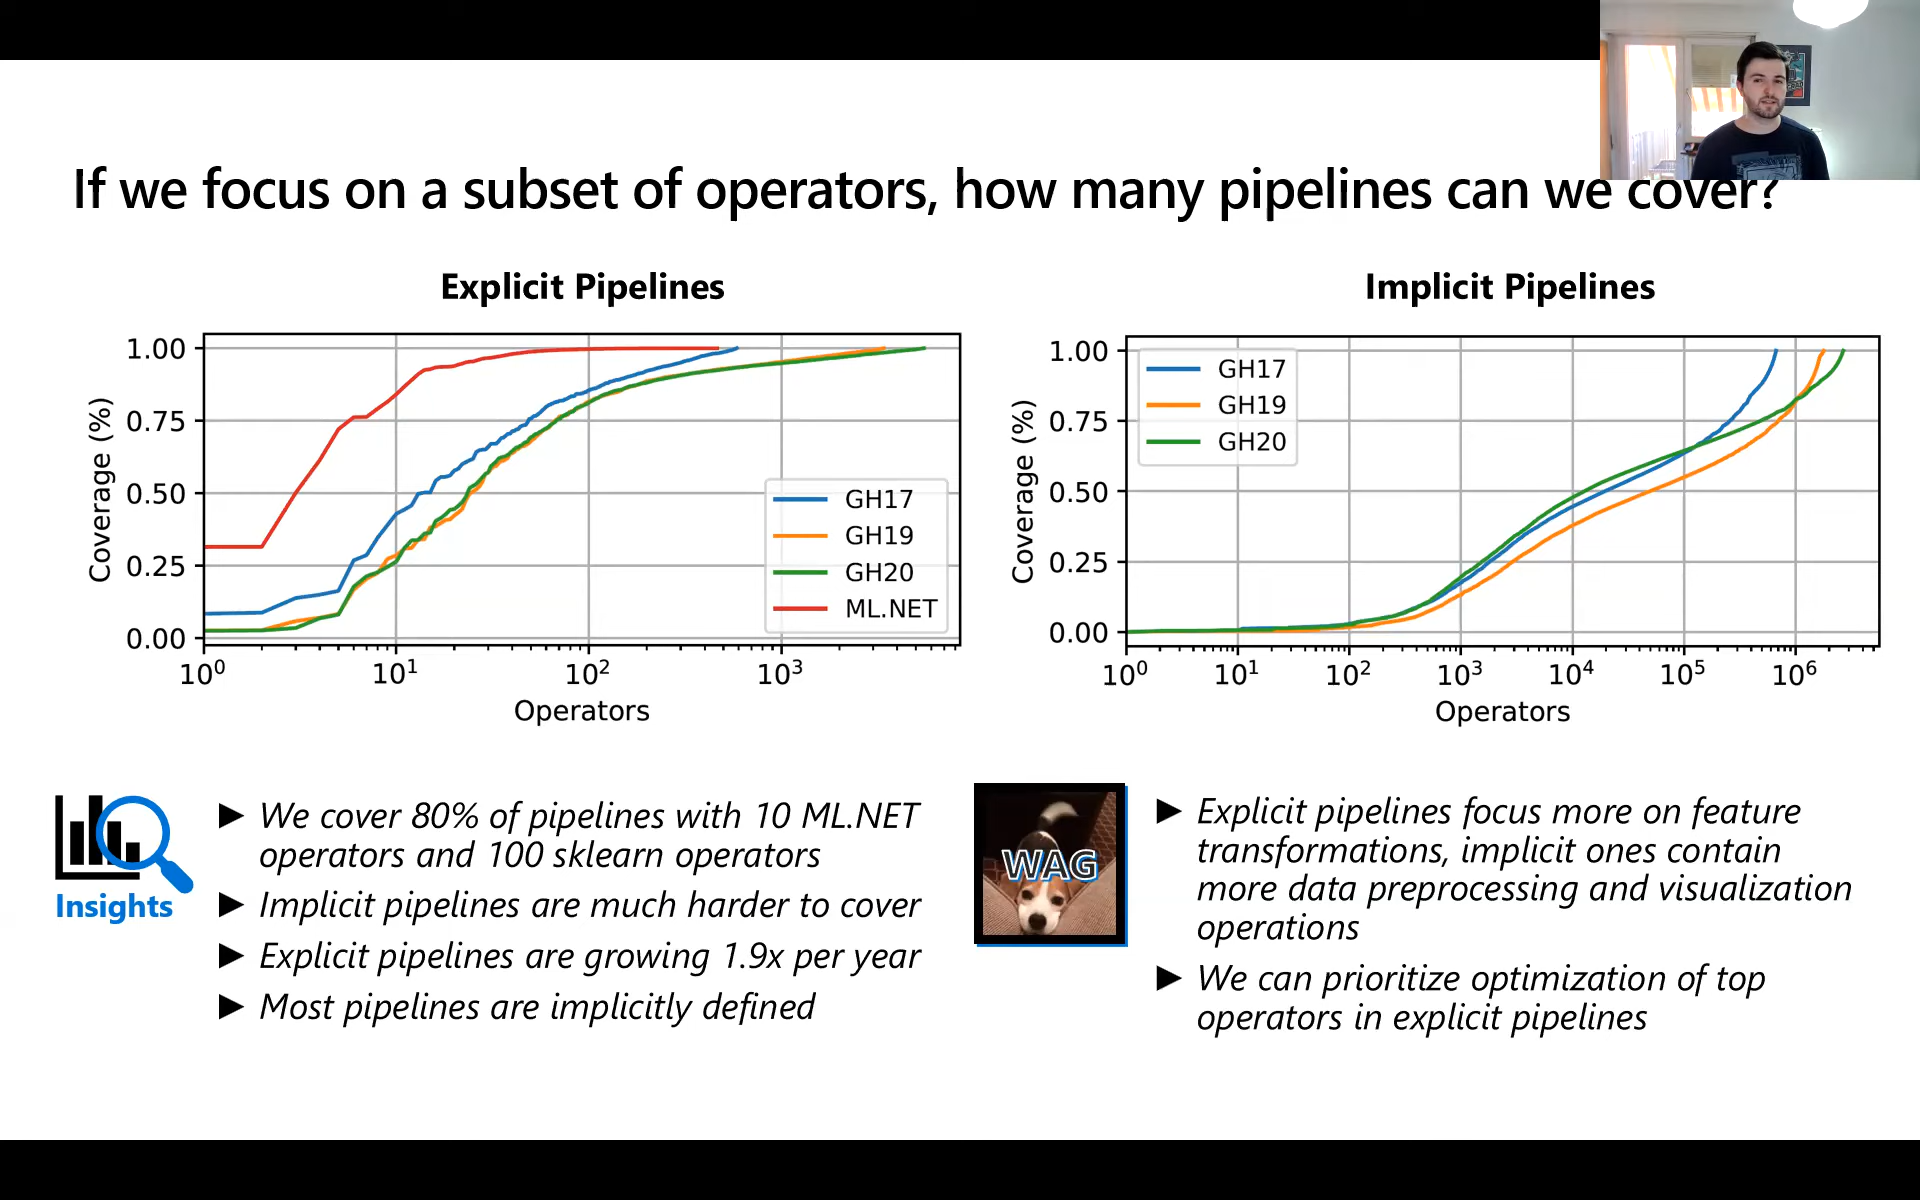 If we focus on a subset of operators, how many pipelines can we cover?
Explicit Pipelines
1.00
0.75
0.50
0.25
0.00
Coverage (%)
10⁰
10¹
10²
10³
Operators
GH17
GH19
GH20
ML.NET
Implicit Pipelines
1.00
0.75
0.50
0.25
0.00
Coverage (%)
10⁰
10¹
10²
10³
10⁴
10⁵
10⁶
Operators
GH17
GH19
GH20
Insights
► We cover 80% of pipelines with 10 ML.NET
operators and 100 sklearn operators
► Implicit pipelines are much harder to cover
► Explicit pipelines are growing 1.9x per year
► Most pipelines are implicitly defined
WAG
► Explicit pipelines focus more on feature
transformations, implicit ones contain
more data preprocessing and visualization
operations
► We can prioritize optimization of top
operators in explicit pipelines